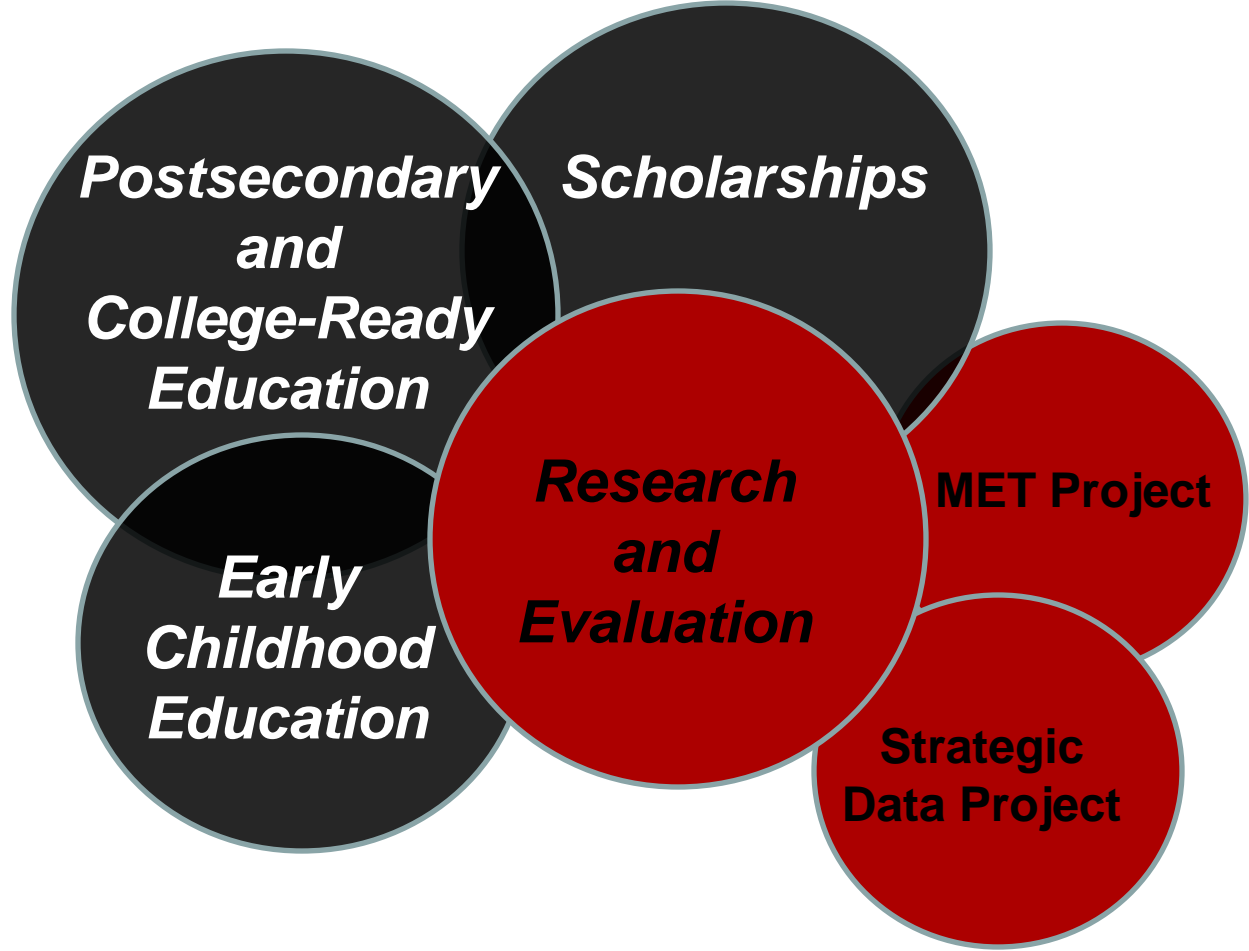 Postsecondary
and
College-Ready
Education
Scholarships
Research
and
Evaluation
MET Project
Early
Childhood
Education
Strategic
Data Project